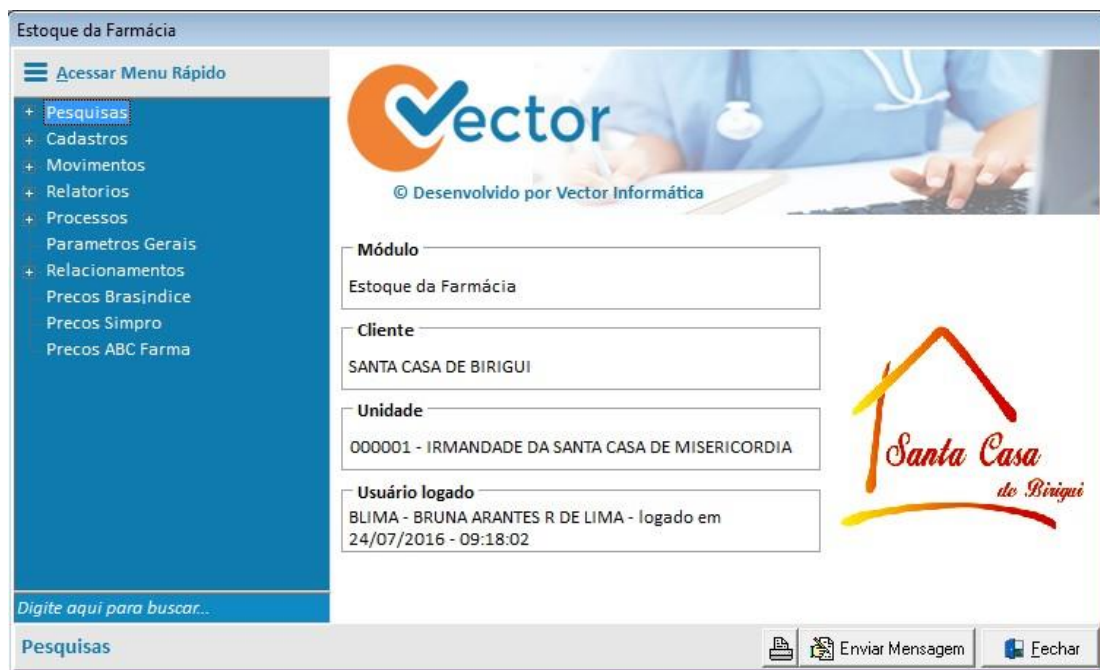 Estoque da Farmácia
Acessar Menu Rápido
Pesquisas
Cadastros
Movimentos
Relatorios
Processos
Parametros Gerais
Relacionamentos
Precos Brasindice
Precos Simpro
Precos ABC Farma
Digite aqui para buscar...
Vector
© Desenvolvido por Vector Informática
Módulo
Estoque da Farmácia
Cliente
SANTA CASA DE BIRIGUI
Unidade
000001 - IRMANDADE DA SANTA CASA DE MISERICORDIA
Usuário logado
BLIMA - BRUNA ARANTES R DE LIMA - logado em
24/07/2016 - 09:18:02
Santa Casa
de Birigui
Pesquisas
Enviar Mensagem
Fechar